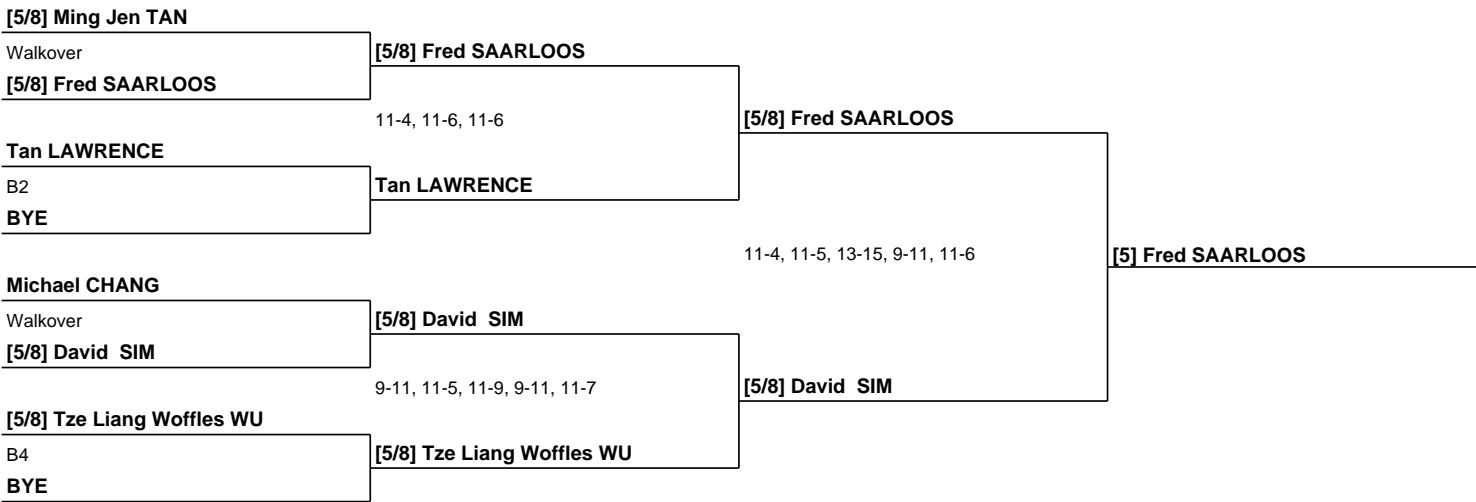 [5/8] Ming Jen TAN
Walkover
[5/8] Fred SAARLOOS
[5/8] Fred SAARLOOS
11-4, 11-6, 11-6
[5/8] Fred SAARLOOS
Tan LAWRENCE
B2
Tan LAWRENCE
BYE
11-4, 11-5, 13-15, 9-11, 11-6
[5] Fred SAARLOOS
Michael CHANG
Walkover
[5/8] David  SIM
[5/8] David  SIM
9-11, 11-5, 11-9, 9-11, 11-7
[5/8] David  SIM
[5/8] Tze Liang Woffles WU
B4
[5/8] Tze Liang Woffles WU
BYE